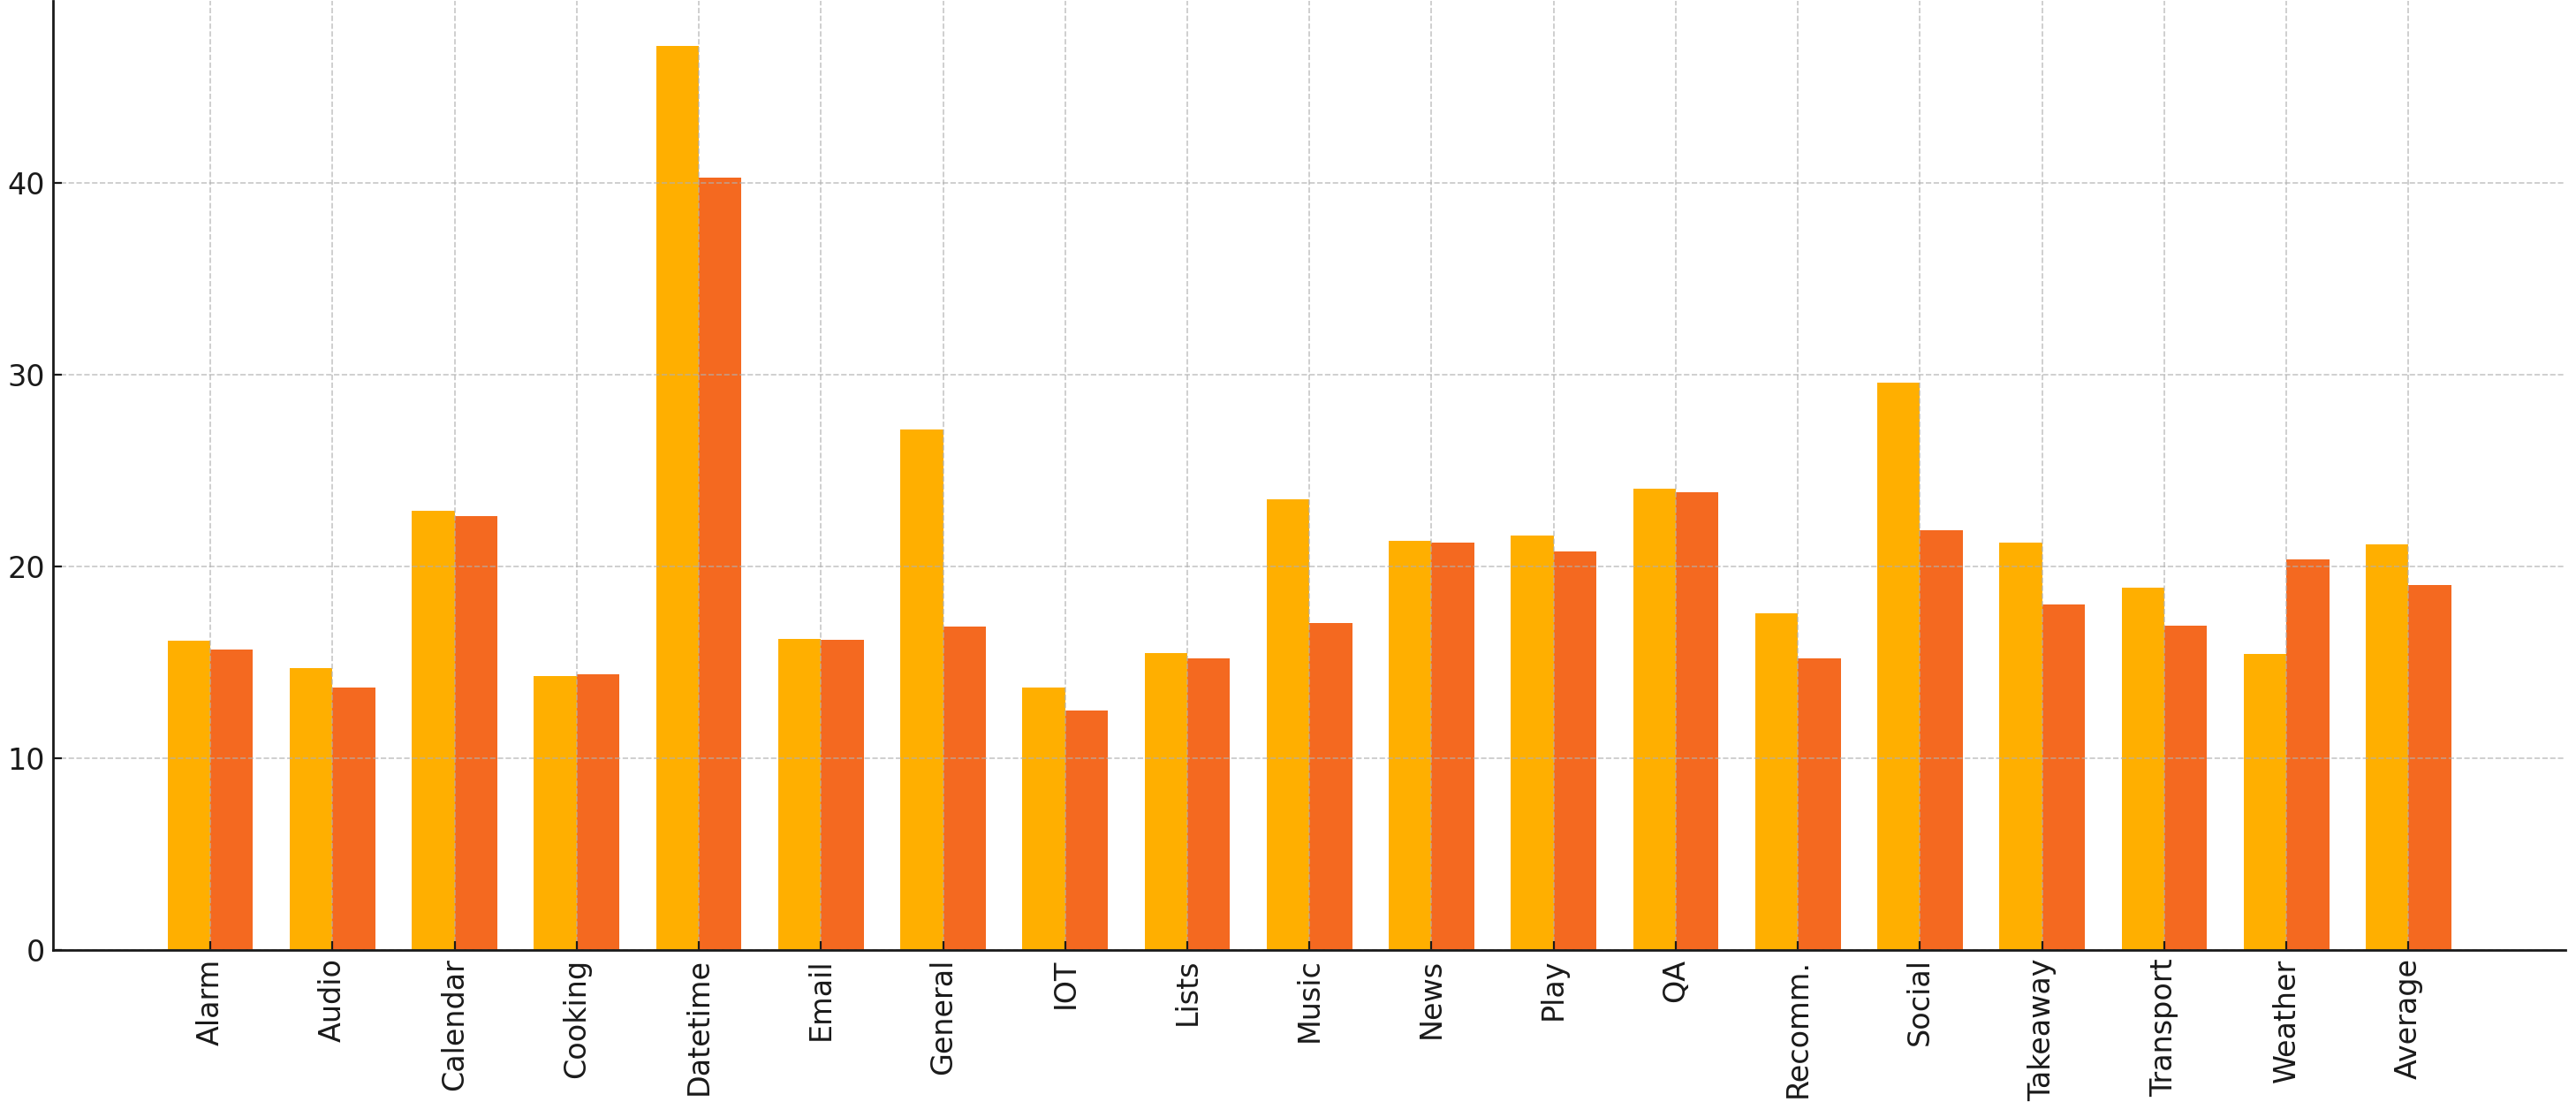 40
30
20
10
0
Alarm
Audio
Calendar
Cooking
Datetime
Email
General
IOT
Lists
Music
News
Play
QA
Recomm.
Social
Takeaway
Transport
Weather
Average